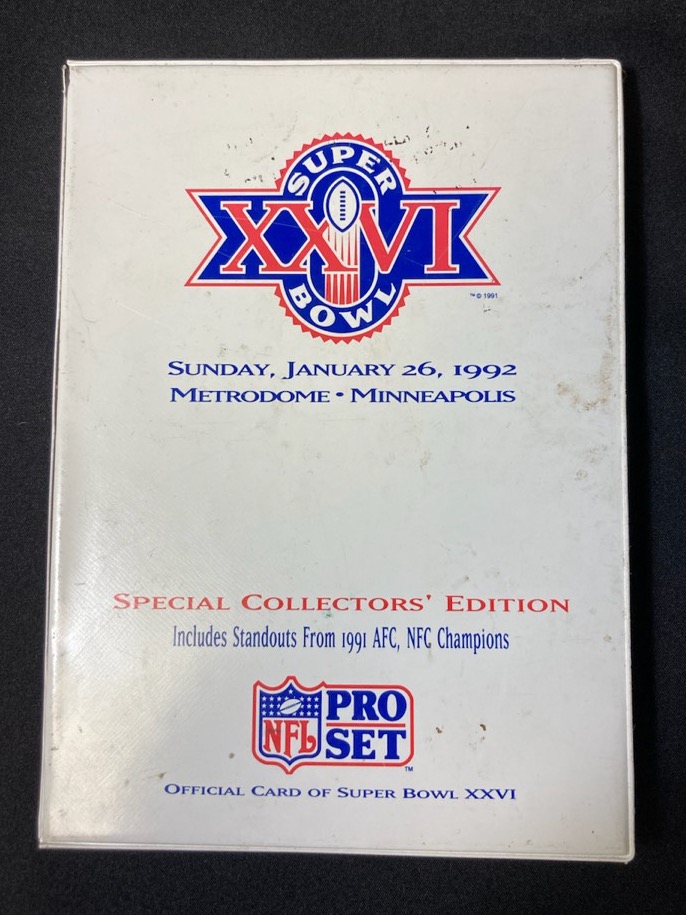 SUPER
XXVI
BOWL
™ © 1991
SUNDAY, JANUARY 26, 1992
METRODOME • MINNEAPOLIS
SPECIAL COLLECTORS' EDITION
Includes Standouts From 1991 AFC, NFC Champions
NFL PRO SET ™
OFFICIAL CARD OF SUPER BOWL XXVI